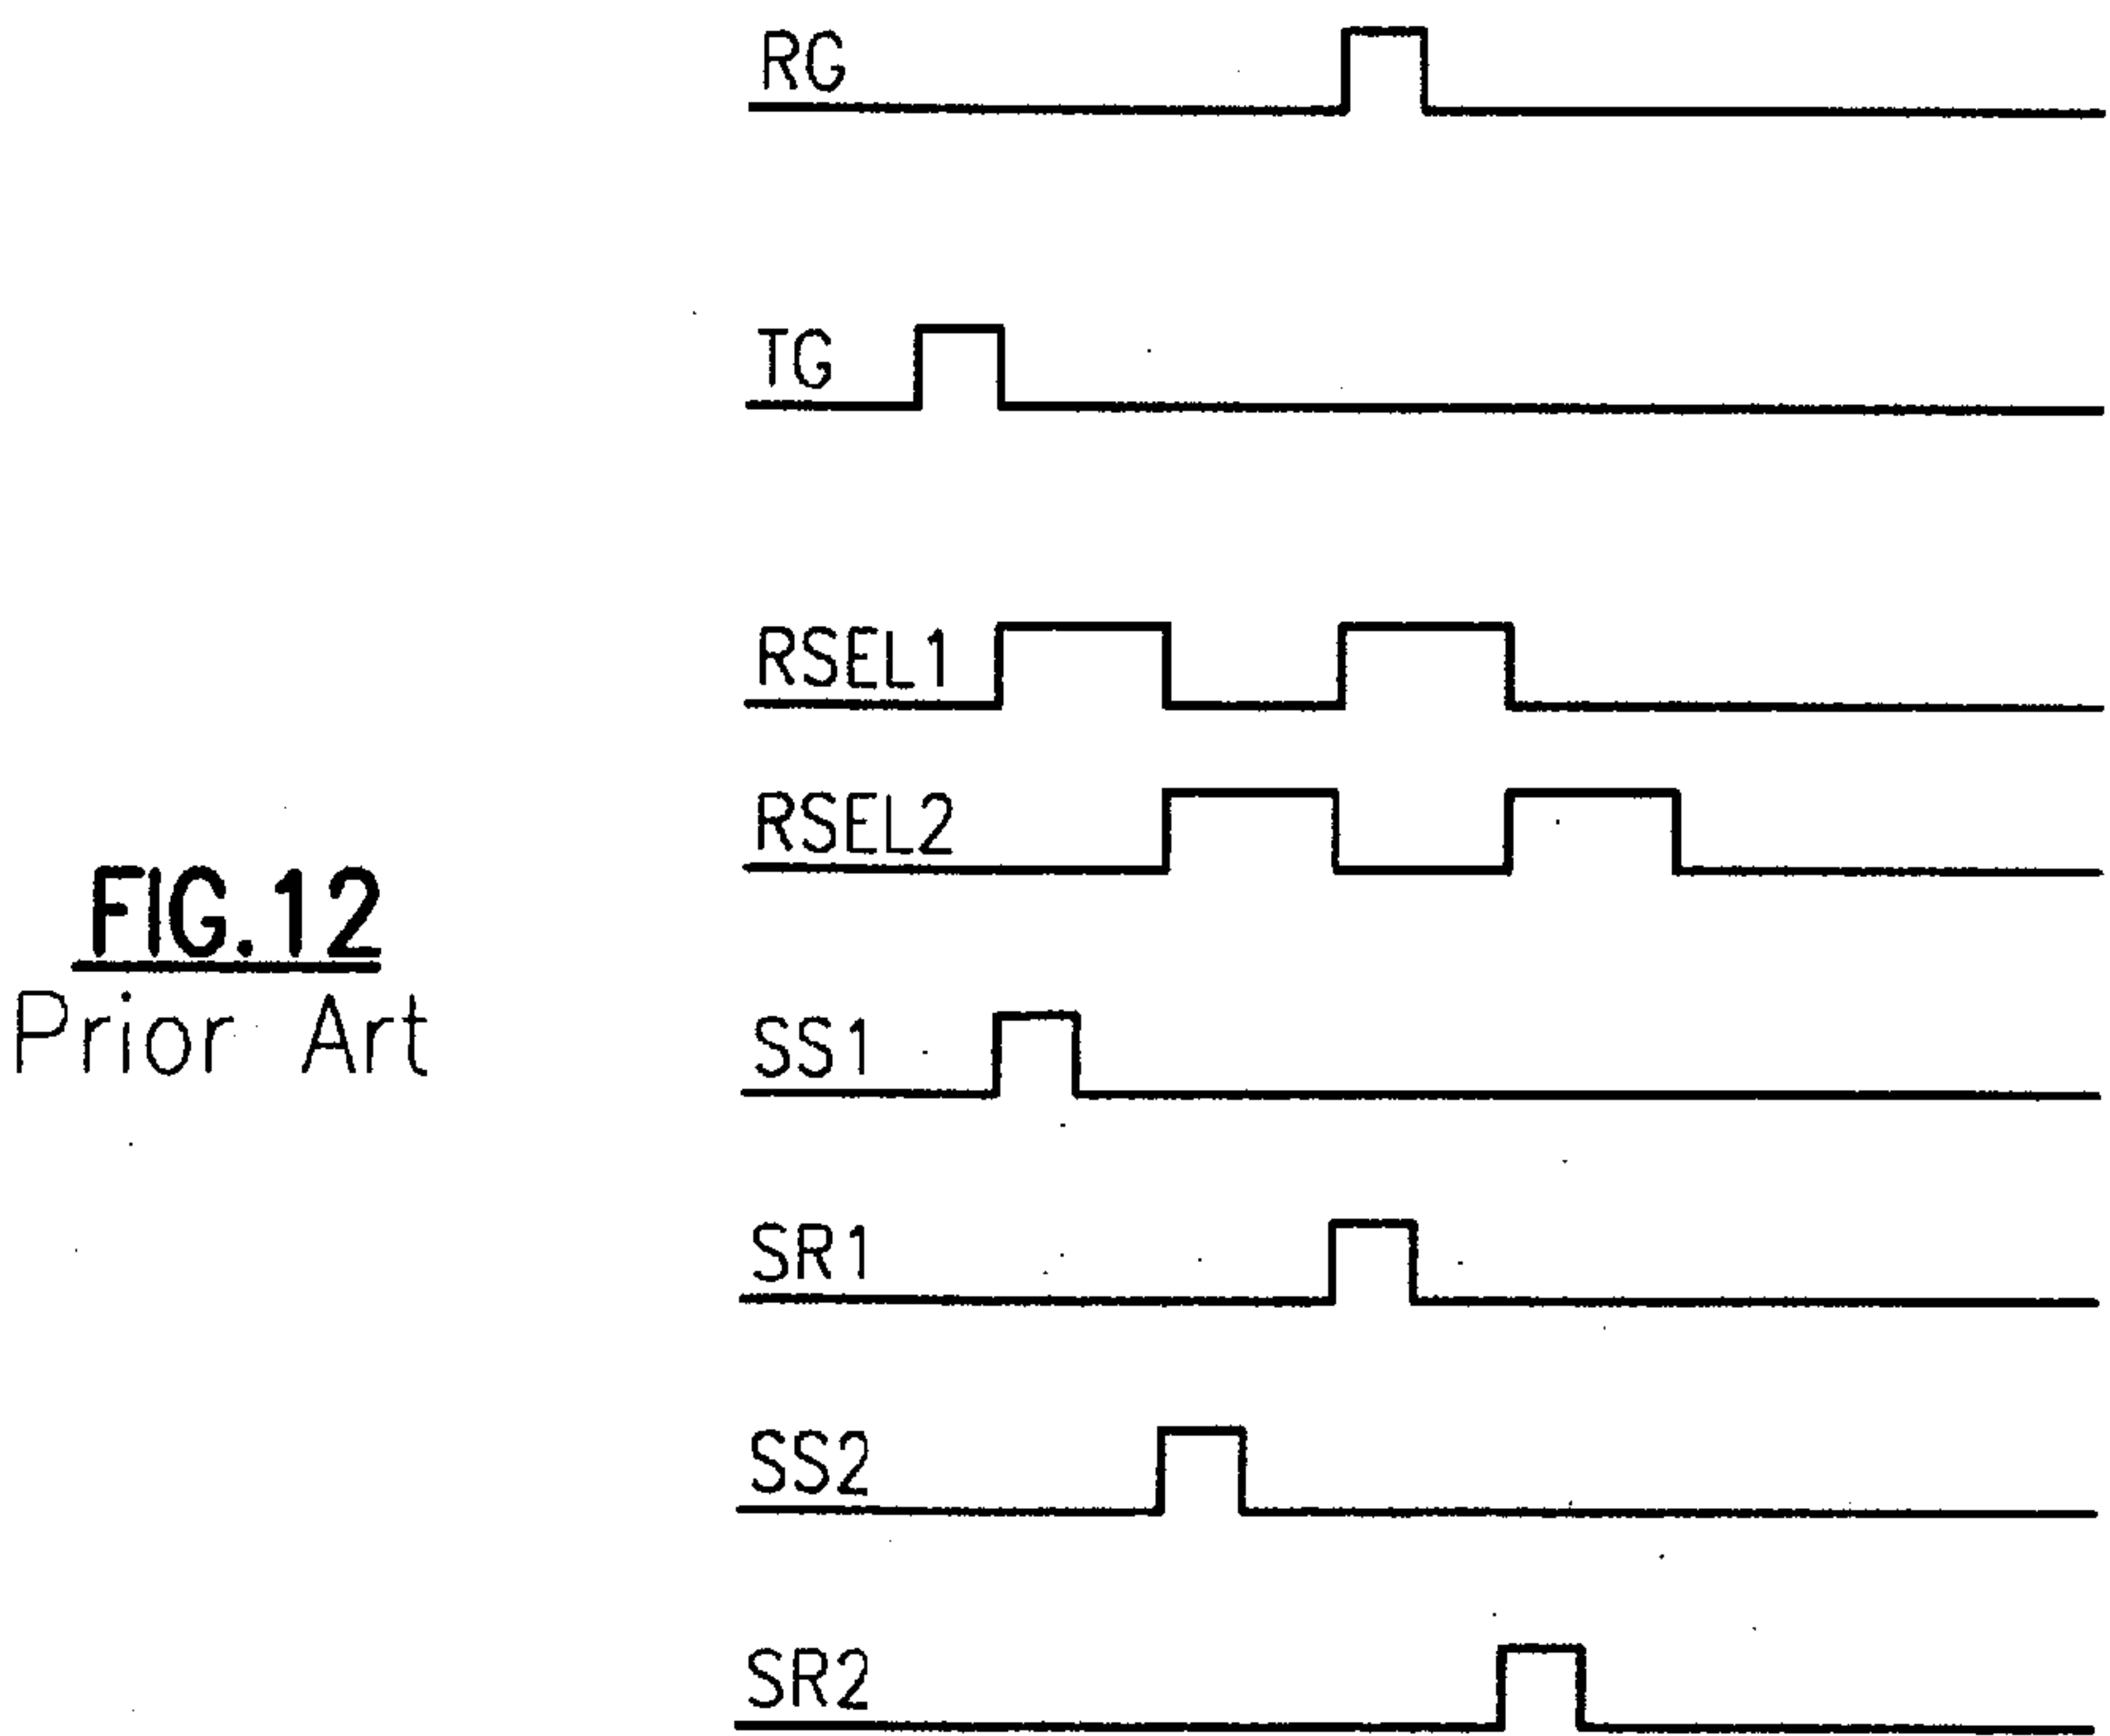 RG
TG
RSEL1
RSEL2
FIG.12
Prior Art
SS1
SR1
SS2
SR2